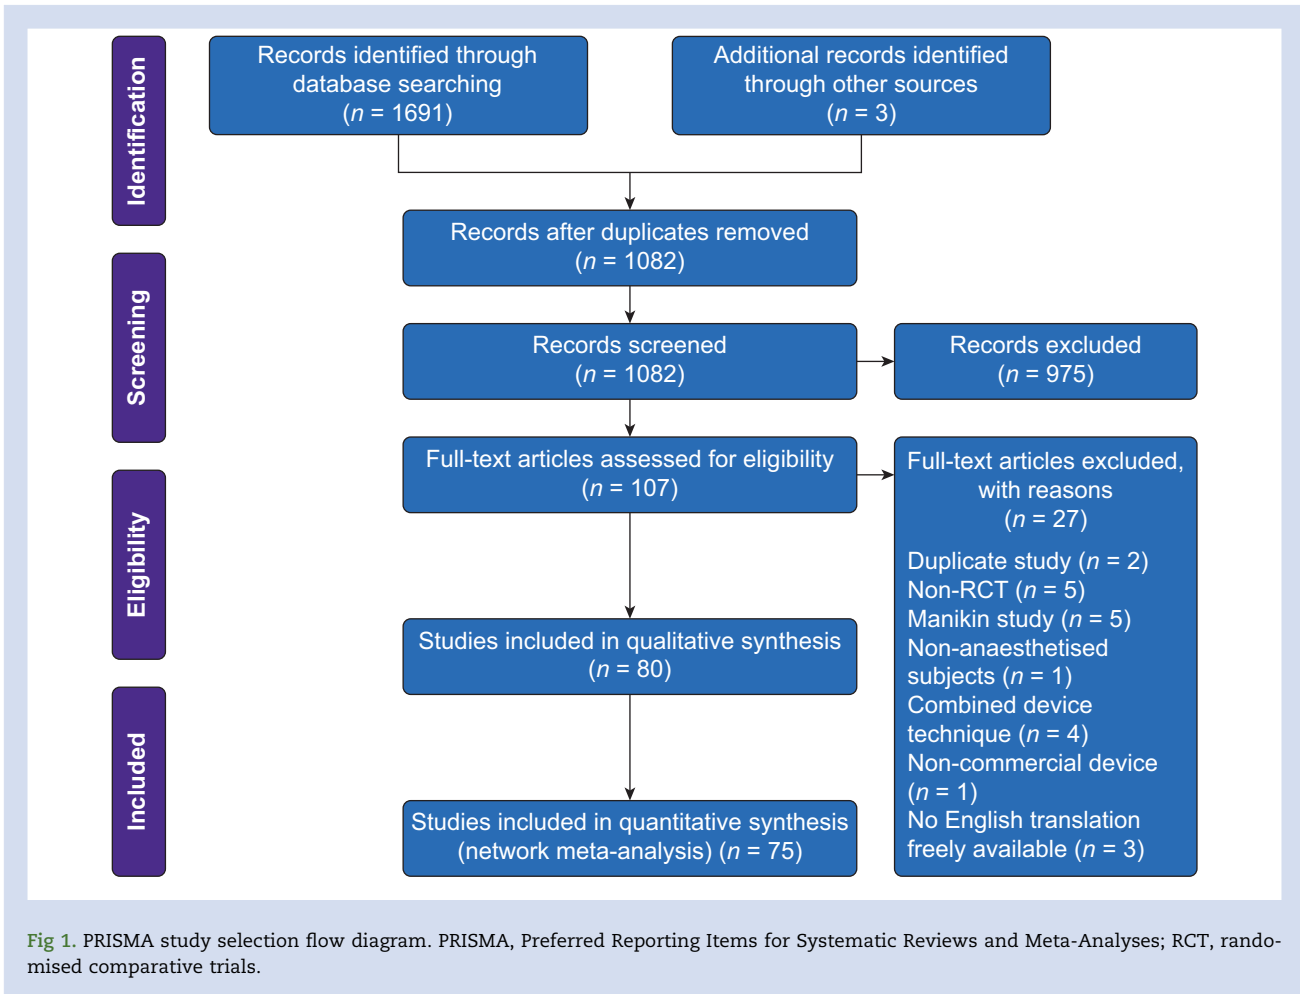 Identification
Records identified through
database searching
(n = 1691)
Additional records identified
through other sources
(n = 3)
Records after duplicates removed
(n = 1082)
Screening
Records screened
(n = 1082)
Records excluded
(n = 975)
Eligibility
Full-text articles assessed for eligibility
(n = 107)
Full-text articles excluded,
with reasons
(n = 27)
Duplicate study (n = 2)
Non-RCT (n = 5)
Manikin study (n = 5)
Non-anaesthetised
subjects (n = 1)
Combined device
technique (n = 4)
Non-commercial device
(n = 1)
No English translation
freely available (n = 3)
Studies included in qualitative synthesis
(n = 80)
Included
Studies included in quantitative synthesis
(network meta-analysis) (n = 75)
Fig 1. PRISMA study selection flow diagram. PRISMA, Preferred Reporting Items for Systematic Reviews and Meta-Analyses; RCT, rando-
mised comparative trials.